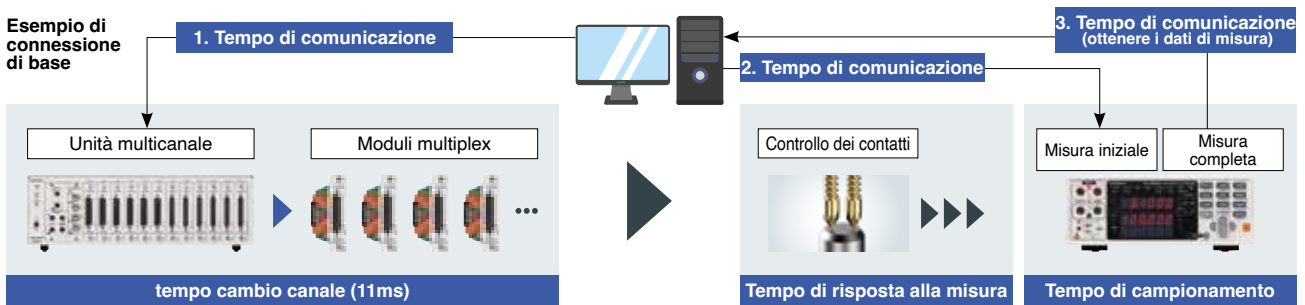 Esempio di
connessione
di base
1. Tempo di comunicazione
3. Tempo di comunicazione
(ottenere i dati di misura)
2. Tempo di comunicazione
Unità multicanale
Moduli multiplex
Controllo dei contatti
Misura iniziale
Misura
completa
tempo cambio canale (11ms)
Tempo di risposta alla misura
Tempo di campionamento